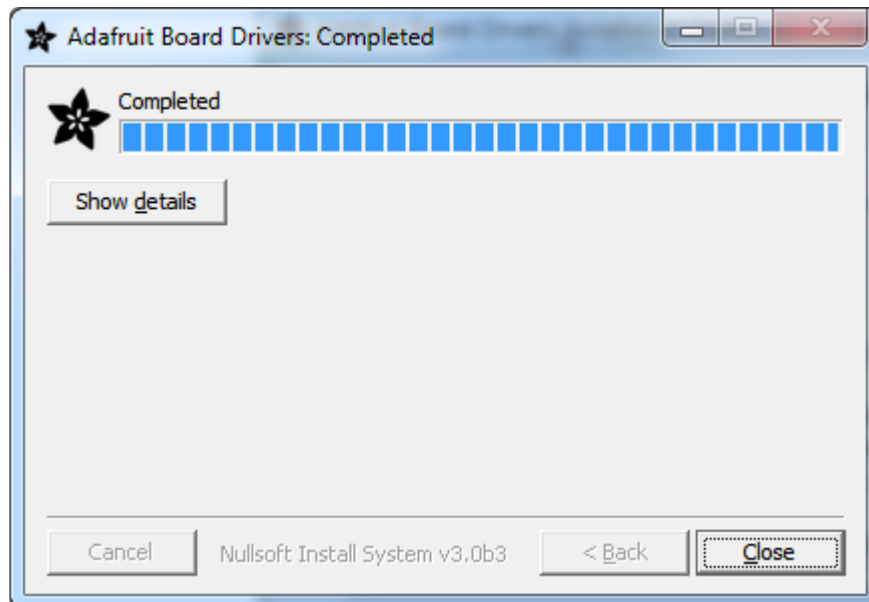 Adafruit Board Drivers: Completed
Completed
Show details
Cancel
Nullsoft Install System v3.0b3
< Back
Close